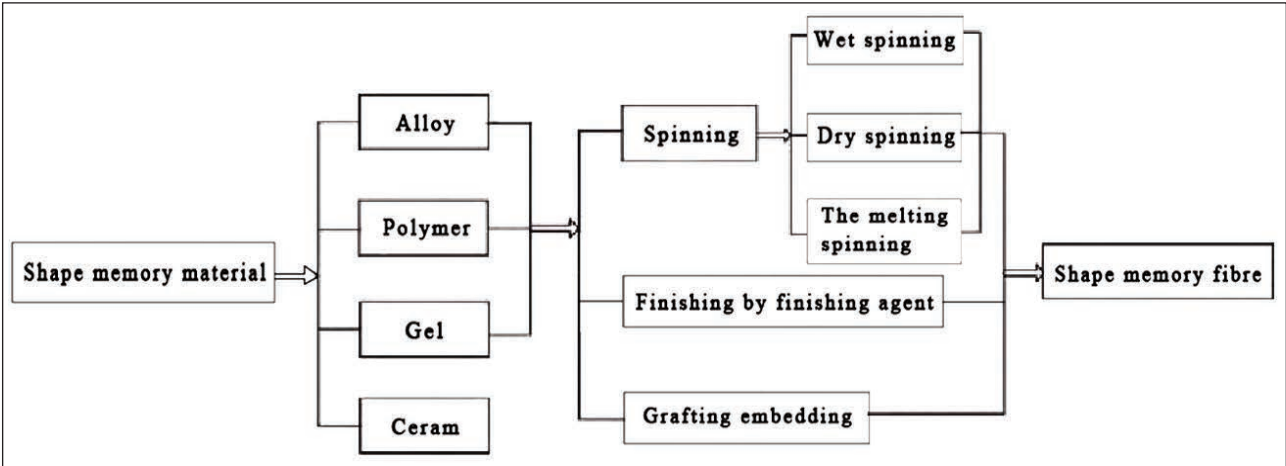 Shape memory material
Alloy
Polymer
Gel
Ceram
Spinning
Finishing by finishing agent
Grafting embedding
Wet spinning
Dry spinning
The melting
spinning
Shape memory fibre